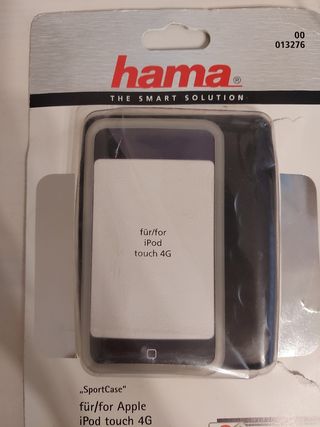 00
013276
hama®
THE SMART SOLUTION
für/for
iPod
touch 4G
„SportCase“
für/for Apple
iPod touch 4G